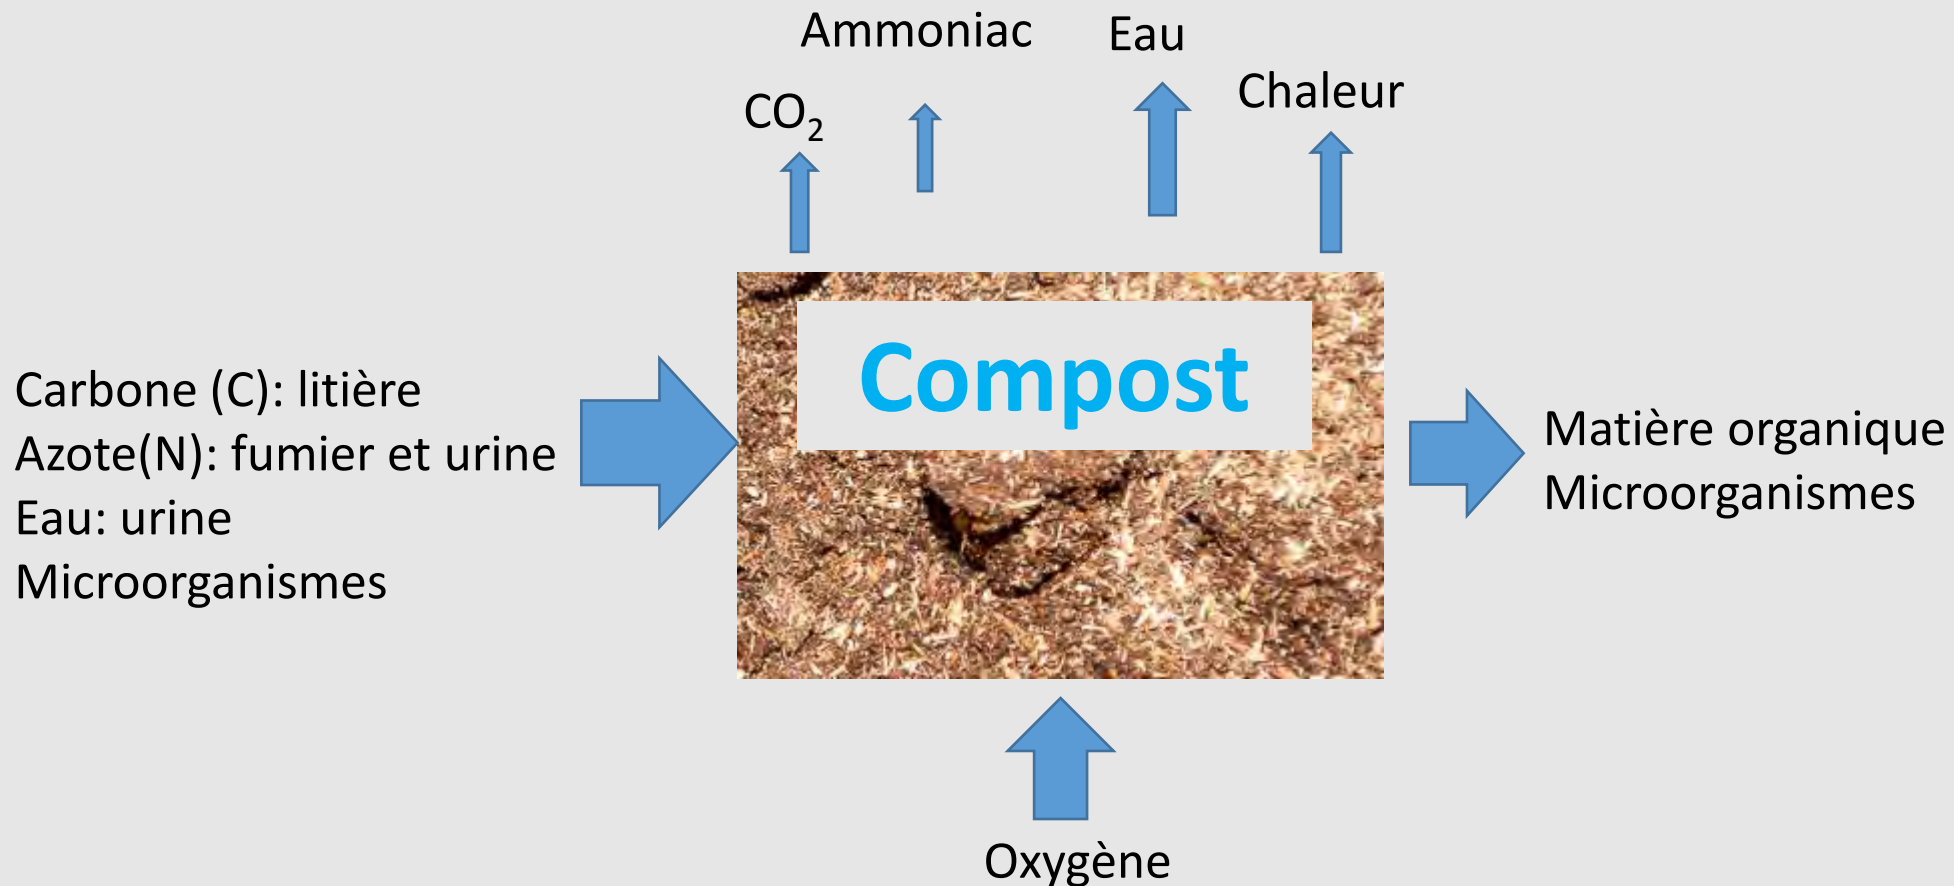 Ammoniac
Eau
CO₂
Chaleur
Compost
Carbone (C): litière
Azote(N): fumier et urine
Eau: urine
Microorganismes
Matière organique
Microorganismes
Oxygène